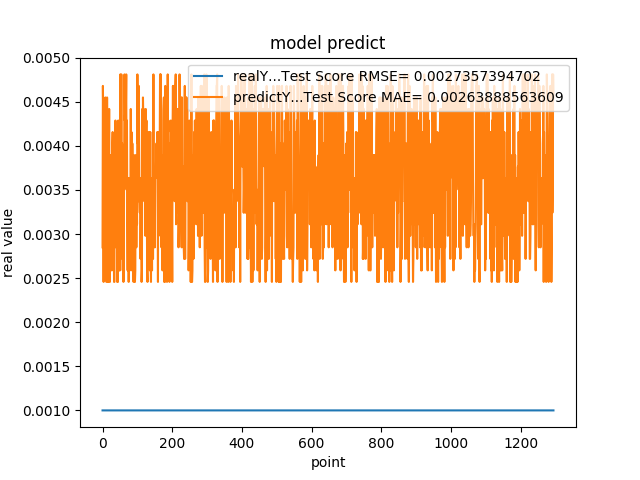 model predict
realY...Test Score RMSE= 0.0027357394702
predictY...Test Score MAE= 0.00263888563609
0.0050
0.0045
0.0040
0.0035
0.0030
0.0025
0.0020
0.0015
0.0010
real value
0 200 400 600 800 1000 1200
point